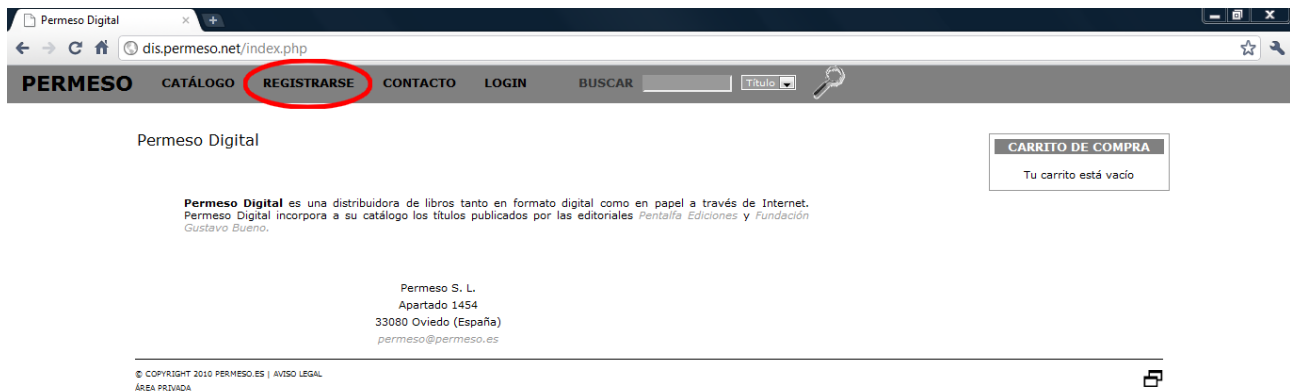 Permeso Digital
dis.permeso.net/index.php
PERMESO CATÁLOGO REGISTRARSE CONTACTO LOGIN BUSCAR Título
Permeso Digital
CARRITO DE COMPRA
Tu carrito está vacío
Permeso Digital es una distribuidora de libros tanto en formato digital como en papel a través de Internet.
Permeso Digital incorpora a su catálogo los títulos publicados por las editoriales Pentalfa Ediciones y Fundación
Gustavo Bueno.
Permeso S. L.
Apartado 1454
33080 Oviedo (España)
permeso@permeso.es
© COPYRIGHT 2010 PERMESO.ES | AVISO LEGAL
ÁREA PRIVADA